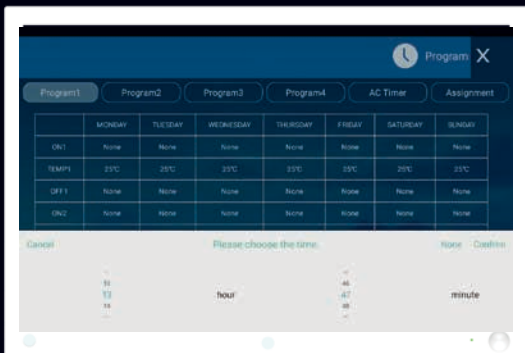 Program X
Program1 Program2 Program3 Program4 AC Timer Assignment
MONDAY TUESDAY WEDNESDAY THURSDAY FRIDAY SATURDAY SUNDAY
ON1 None None None None None None None
TEMP1 25°C 25°C 25°C 25°C 25°C 25°C 25°C
OFF1 None None None None None None None
ON2 None None None None None None None
Cancel Please choose the time. None Confirm
46
13 hour 47 minute
14 48